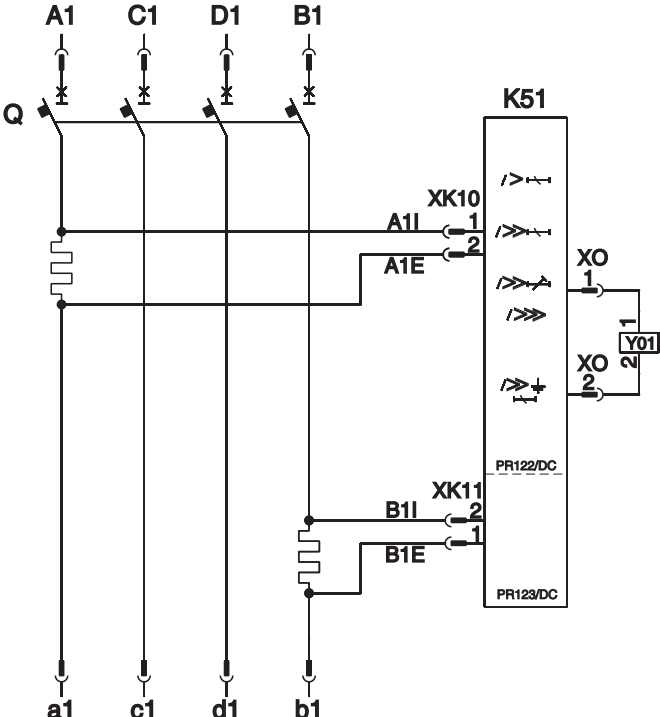 A1 C1 D1 B1
Q
K51
XK10
A1I 1
A1E 2
/>
/>>
/>>
/>>>
/>>
XO
1
1
Y01
2
XO
2
PR122/DC
XK11
B1I 2
B1E 1
PR123/DC
a1 c1 d1 b1